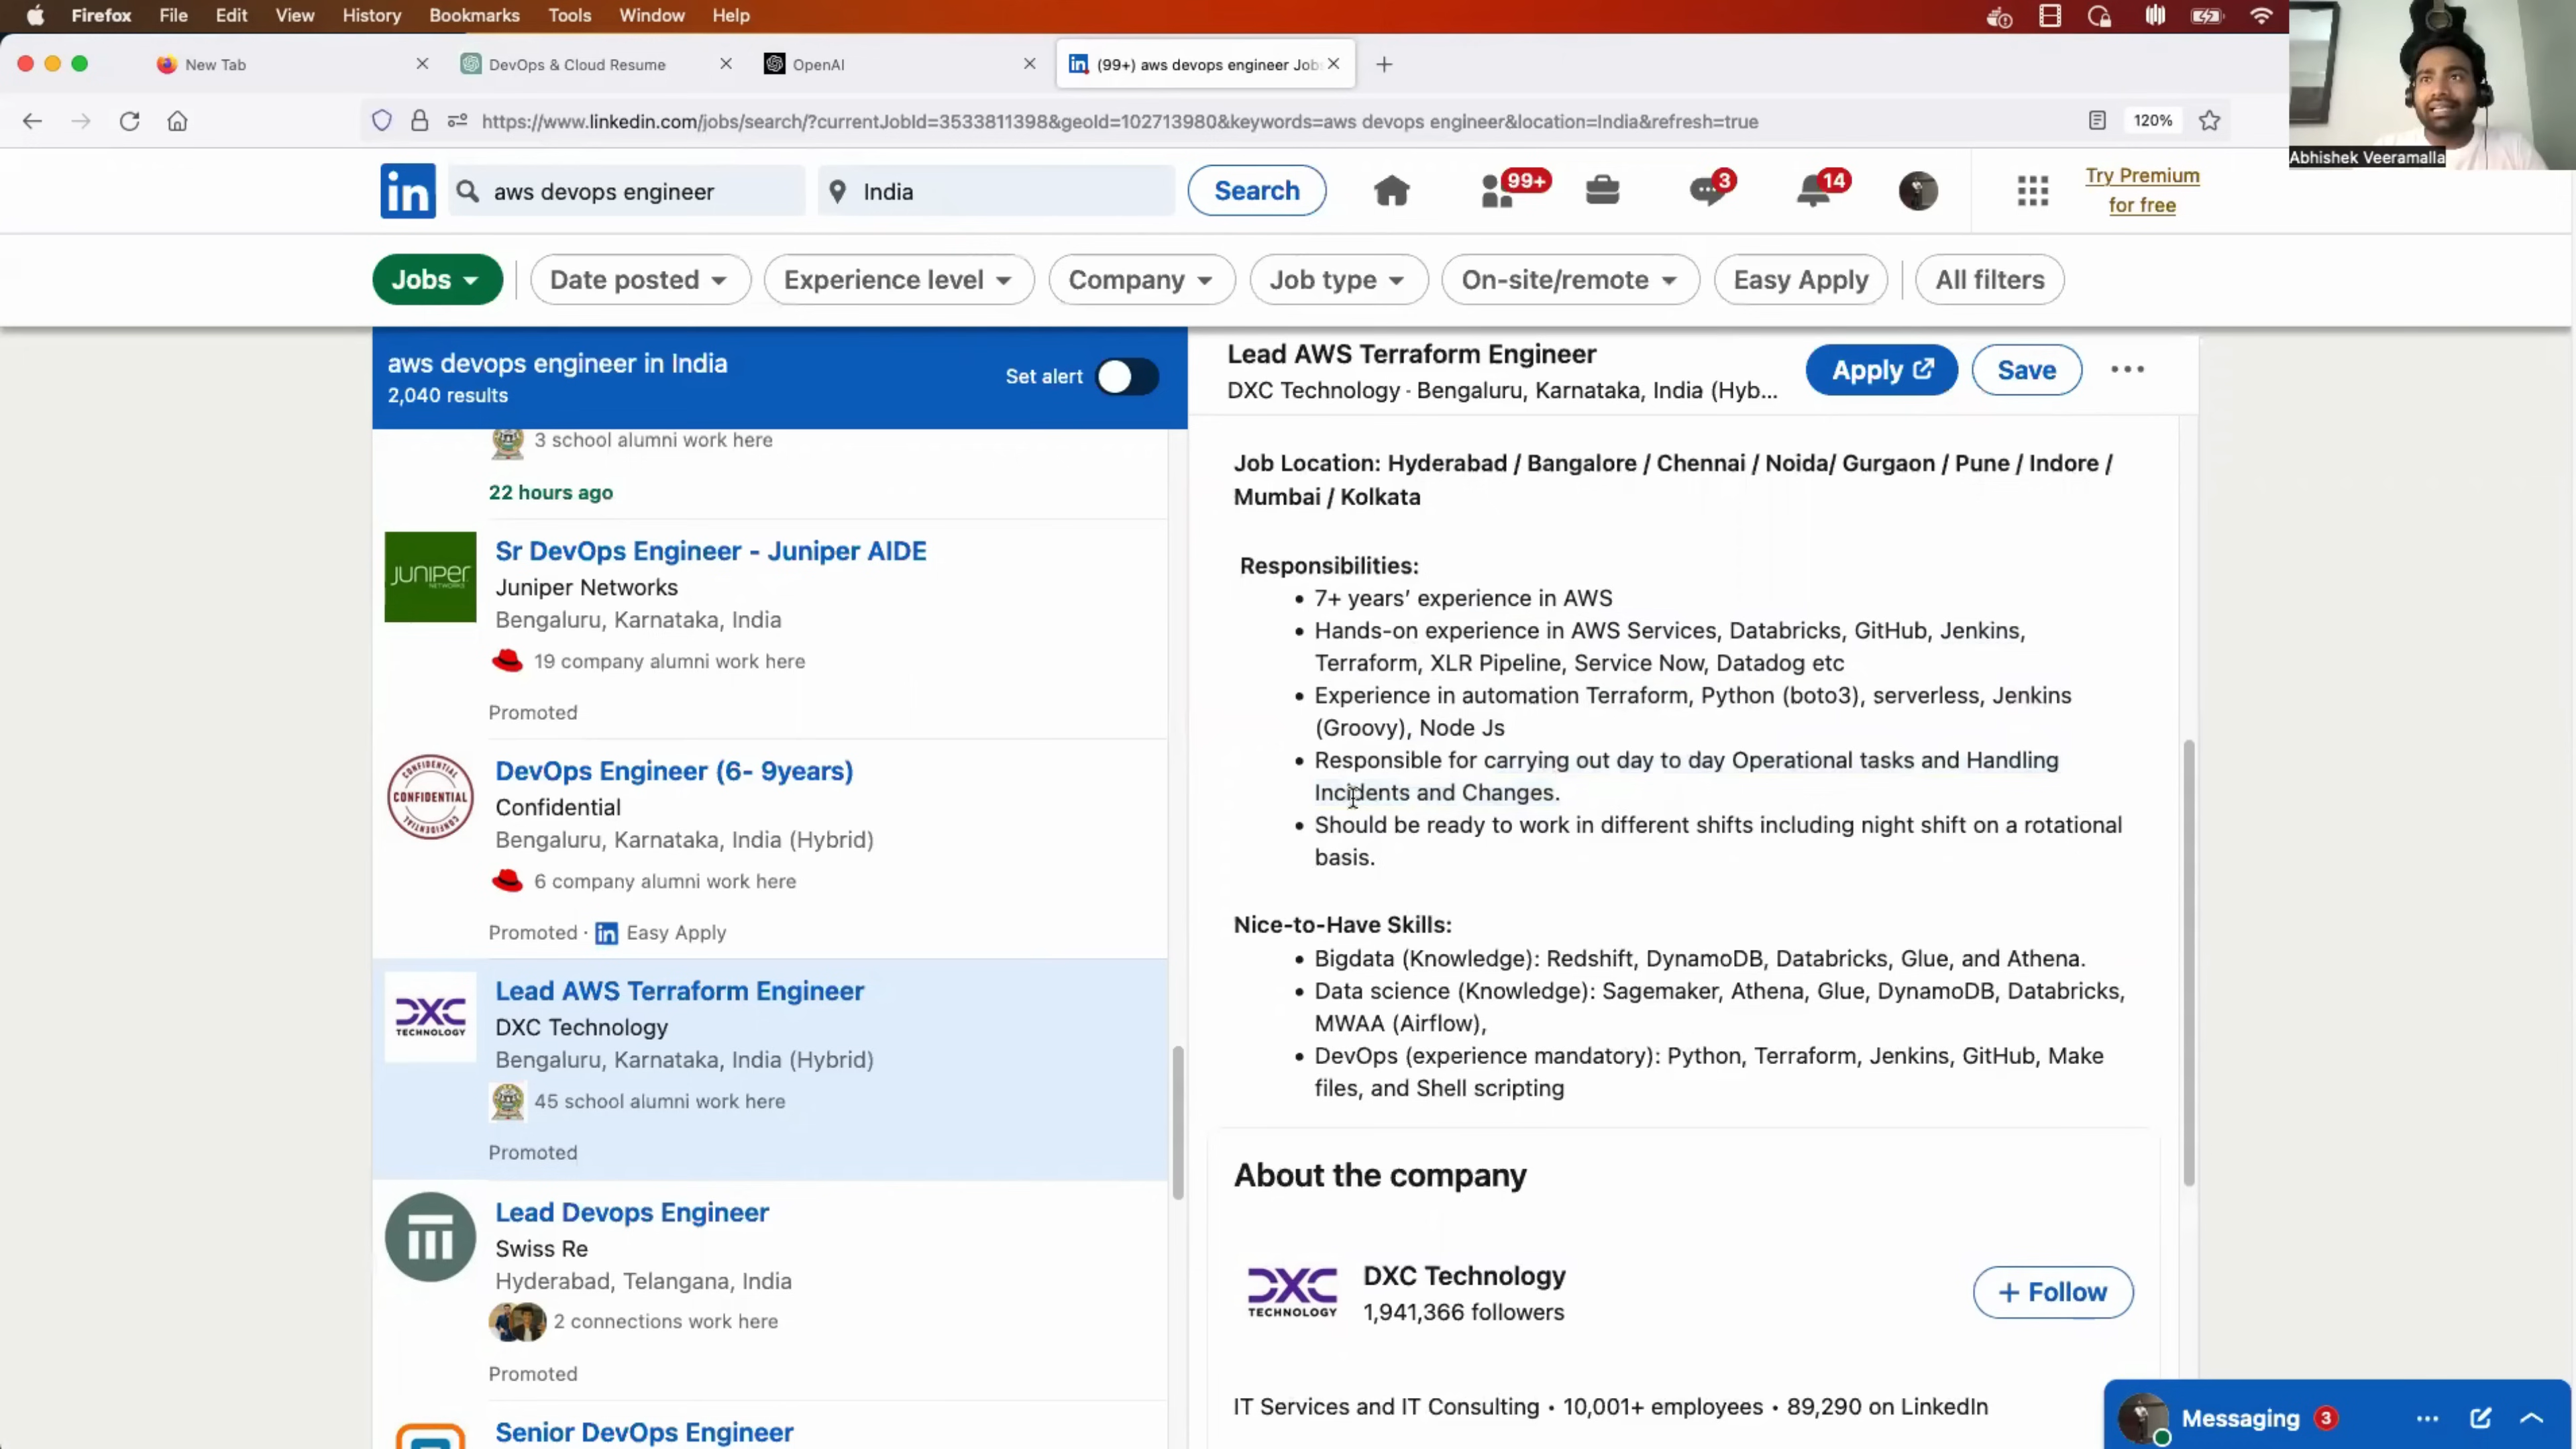 Firefox File Edit View History Bookmarks Tools Window Help
New Tab
DevOps & Cloud Resume
OpenAI
(99+) aws devops engineer Job
https://www.linkedin.com/jobs/search/?currentJobId=3533811398&geoId=102713980&keywords=aws devops engineer&location=India&refresh=true
120%
Abhishek Veeramalla
in
aws devops engineer
India
Search
99+
3
14
Try Premium
for free
Jobs
Date posted
Experience level
Company
Job type
On-site/remote
Easy Apply
All filters
aws devops engineer in India
2,040 results
Set alert
3 school alumni work here
22 hours ago
JUNIPER
NETWORKS
Sr DevOps Engineer - Juniper AIDE
Juniper Networks
Bengaluru, Karnataka, India
19 company alumni work here
Promoted
CONFIDENTIAL
CONFIDENTIAL
CONFIDENTIAL
DevOps Engineer (6- 9years)
Confidential
Bengaluru, Karnataka, India (Hybrid)
6 company alumni work here
Promoted · in Easy Apply
DXC
TECHNOLOGY
Lead AWS Terraform Engineer
DXC Technology
Bengaluru, Karnataka, India (Hybrid)
45 school alumni work here
Promoted
Lead Devops Engineer
Swiss Re
Hyderabad, Telangana, India
2 connections work here
Promoted
Senior DevOps Engineer
Lead AWS Terraform Engineer
DXC Technology · Bengaluru, Karnataka, India (Hyb...
Apply
Save
Job Location: Hyderabad / Bangalore / Chennai / Noida/ Gurgaon / Pune / Indore /
Mumbai / Kolkata
Responsibilities:
• 7+ years’ experience in AWS
• Hands-on experience in AWS Services, Databricks, GitHub, Jenkins,
Terraform, XLR Pipeline, Service Now, Datadog etc
• Experience in automation Terraform, Python (boto3), serverless, Jenkins
(Groovy), Node Js
• Responsible for carrying out day to day Operational tasks and Handling
Incidents and Changes.
• Should be ready to work in different shifts including night shift on a rotational
basis.
Nice-to-Have Skills:
• Bigdata (Knowledge): Redshift, DynamoDB, Databricks, Glue, and Athena.
• Data science (Knowledge): Sagemaker, Athena, Glue, DynamoDB, Databricks,
MWAA (Airflow),
• DevOps (experience mandatory): Python, Terraform, Jenkins, GitHub, Make
files, and Shell scripting
About the company
DXC
TECHNOLOGY
DXC Technology
1,941,366 followers
+ Follow
IT Services and IT Consulting • 10,001+ employees • 89,290 on LinkedIn
Messaging 3